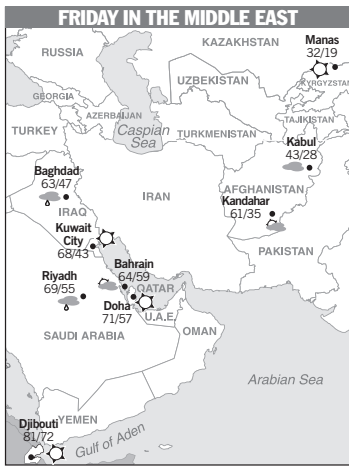 FRIDAY IN THE MIDDLE EAST
KAZAKHSTAN
Manas
32/19
RUSSIA
UZBEKISTAN
KYRGYZSTAN
GEORGIA
AZERBAIJAN
TAJIKISTAN
TURKEY
Caspian
Sea
TURKMENISTAN
Kabul
43/28
Baghdad
63/47
IRAN
AFGHANISTAN
Kandahar
61/35
IRAQ
Kuwait
City
68/43
PAKISTAN
Bahrain
64/59
Riyadh
69/55
QATAR
Doha
71/57
U.A.E.
SAUDI ARABIA
OMAN
Arabian Sea
Djibouti
81/72
YEMEN
Gulf of Aden